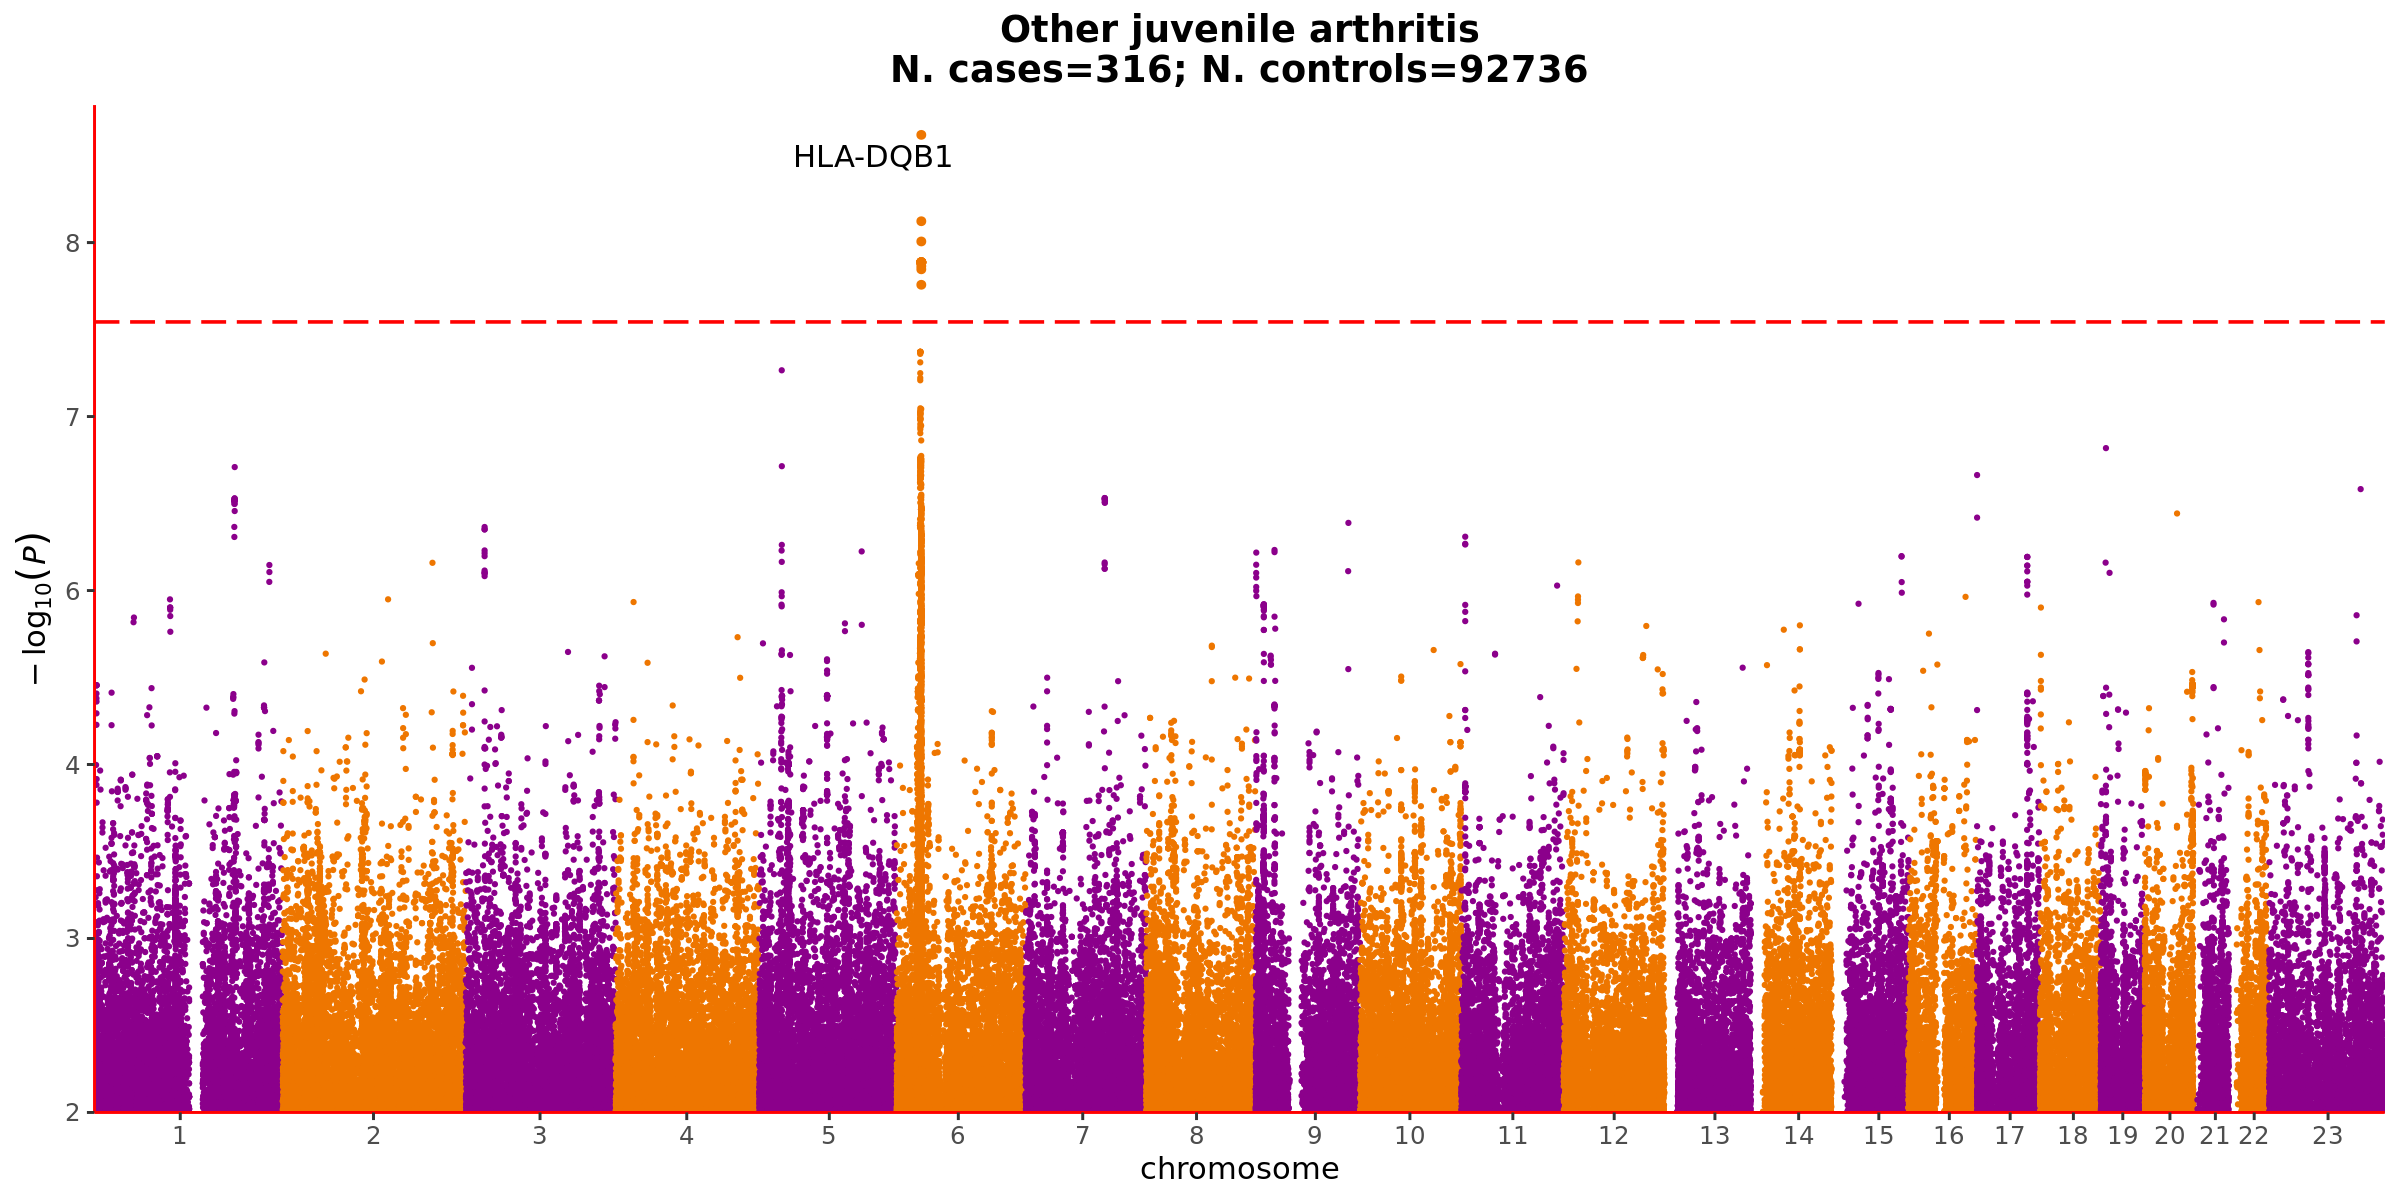 Other juvenile arthritis
N. cases=316; N. controls=92736
HLA-DQB1
8
7
6
4
3
2
− log₁₀(P)
1 2 3 4 5 6 7 8 9 10 11 12 13 14 15 16 17 18 19 20 21 22 23
chromosome